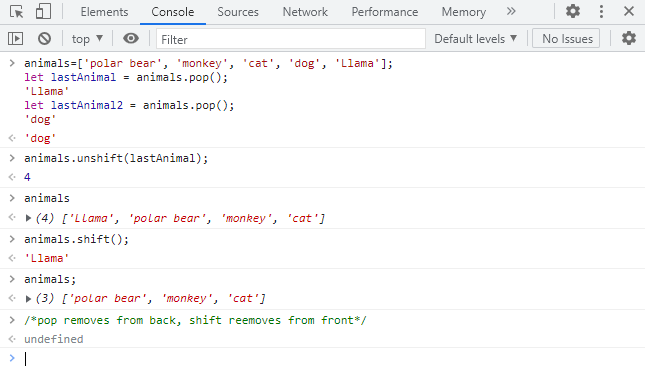 Elements Console Sources Network Performance Memory »
top ▾ Filter Default levels ▾ No Issues
> animals=['polar bear', 'monkey', 'cat', 'dog', 'Llama'];
let lastAnimal = animals.pop();
'Llama'
let lastAnimal2 = animals.pop();
'dog'
<· 'dog'
> animals.unshift(lastAnimal);
<· 4
> animals
<· ▸ (4) ['Llama', 'polar bear', 'monkey', 'cat']
> animals.shift();
<· 'Llama'
> animals;
<· ▸ (3) ['polar bear', 'monkey', 'cat']
> /*pop removes from back, shift reemoves from front*/
<· undefined
>